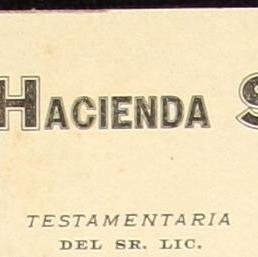 HACIENDA S
TESTAMENTARIA
DEL SR. LIC.